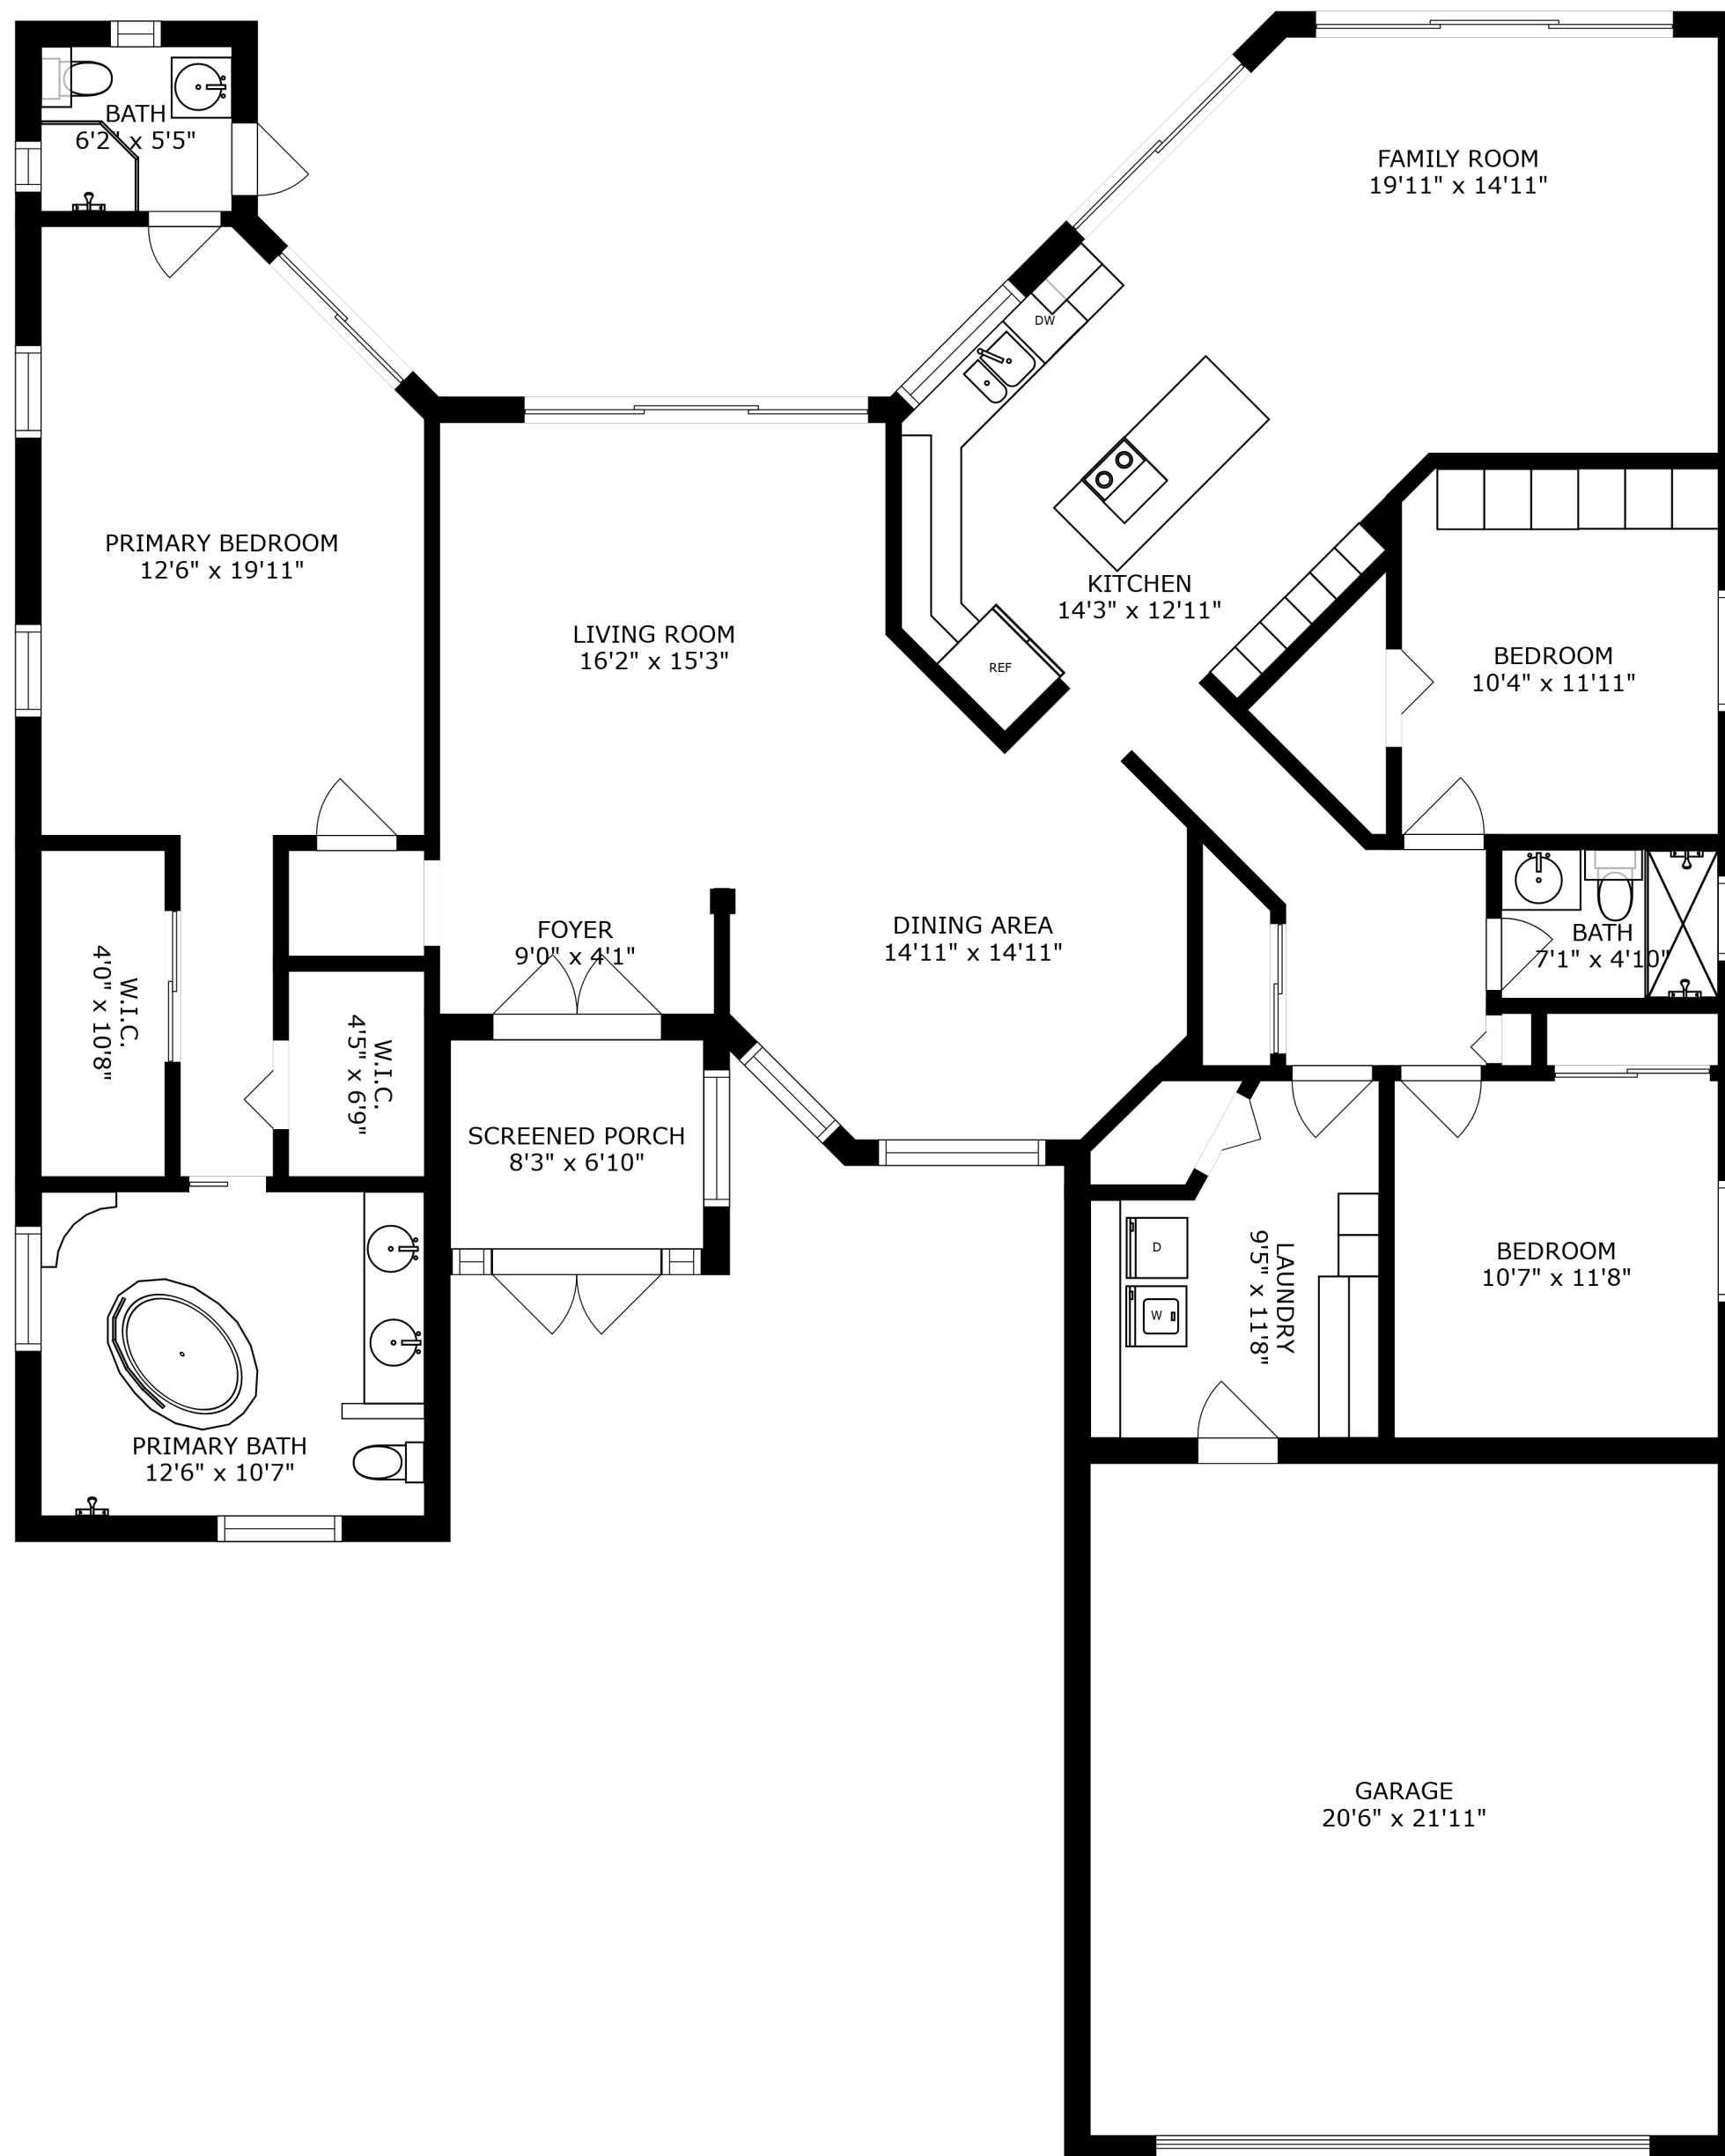 BATH
6'2" x 5'5"
FAMILY ROOM
19'11" x 14'11"
DW
PRIMARY BEDROOM
12'6" x 19'11"
KITCHEN
14'3" x 12'11"
LIVING ROOM
16'2" x 15'3"
REF
BEDROOM
10'4" x 11'11"
FOYER
9'0" x 4'1"
DINING AREA
14'11" x 14'11"
BATH
7'1" x 4'10"
W.I.C.
4'0" x 10'8"
W.I.C.
4'5" x 6'9"
SCREENED PORCH
8'3" x 6'10"
D
W
LAUNDRY
9'5" x 11'8"
BEDROOM
10'7" x 11'8"
PRIMARY BATH
12'6" x 10'7"
GARAGE
20'6" x 21'11"